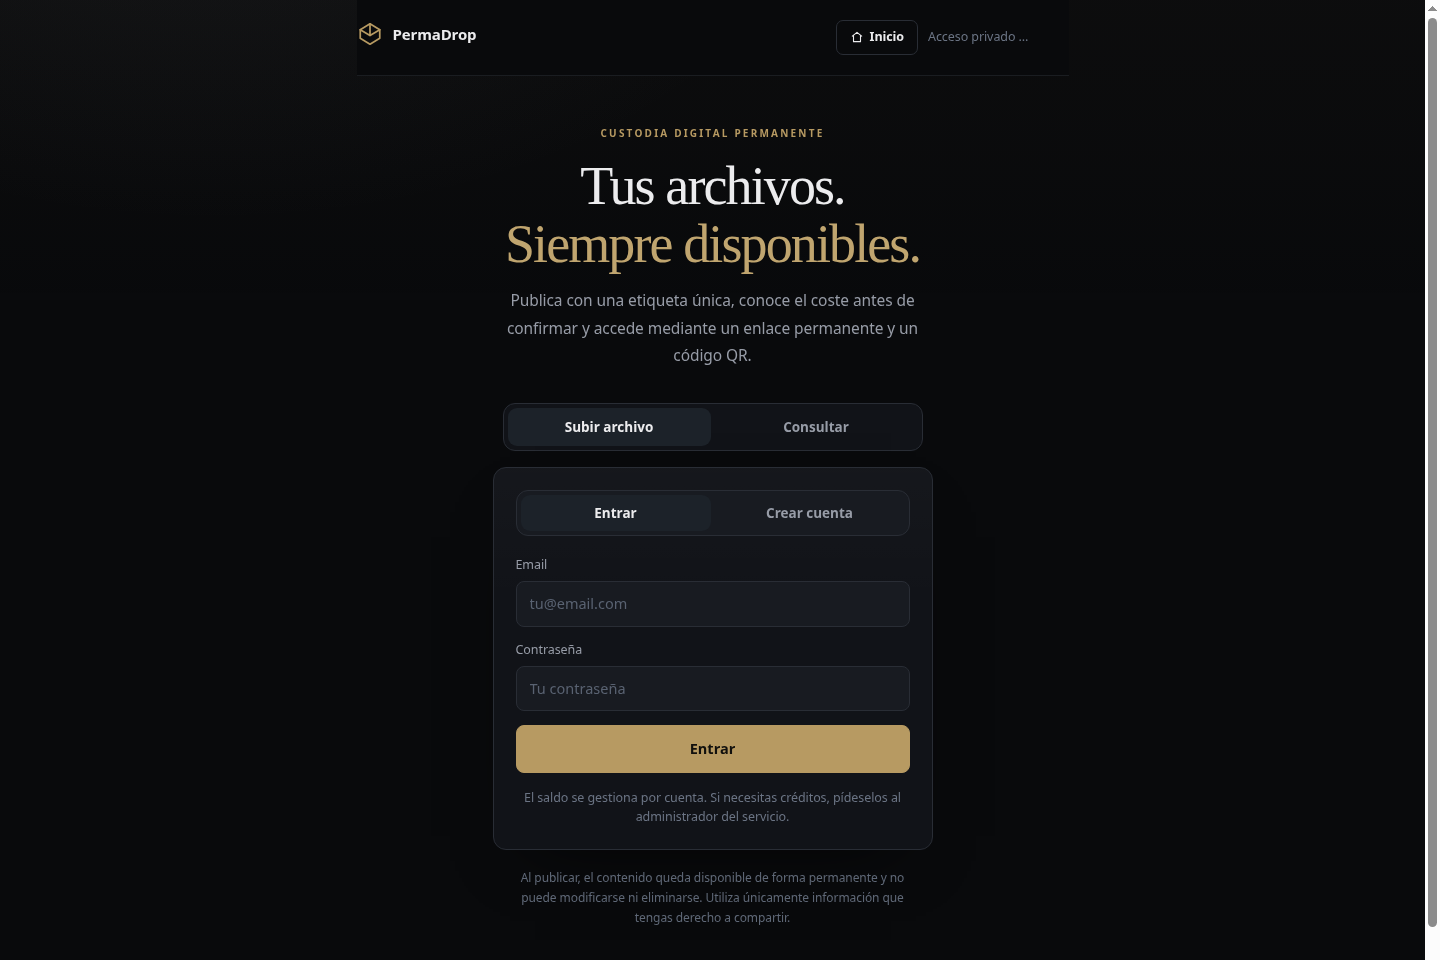 PermaDrop
Inicio
Acceso privado ...
CUSTODIA DIGITAL PERMANENTE
Tus archivos.
Siempre disponibles.
Publica con una etiqueta única, conoce el coste antes de
confirmar y accede mediante un enlace permanente y un
código QR.
Subir archivo
Consultar
Entrar
Crear cuenta
Email
tu@email.com
Contraseña
Tu contraseña
Entrar
El saldo se gestiona por cuenta. Si necesitas créditos, pídeselos al
administrador del servicio.
Al publicar, el contenido queda disponible de forma permanente y no
puede modificarse ni eliminarse. Utiliza únicamente información que
tengas derecho a compartir.